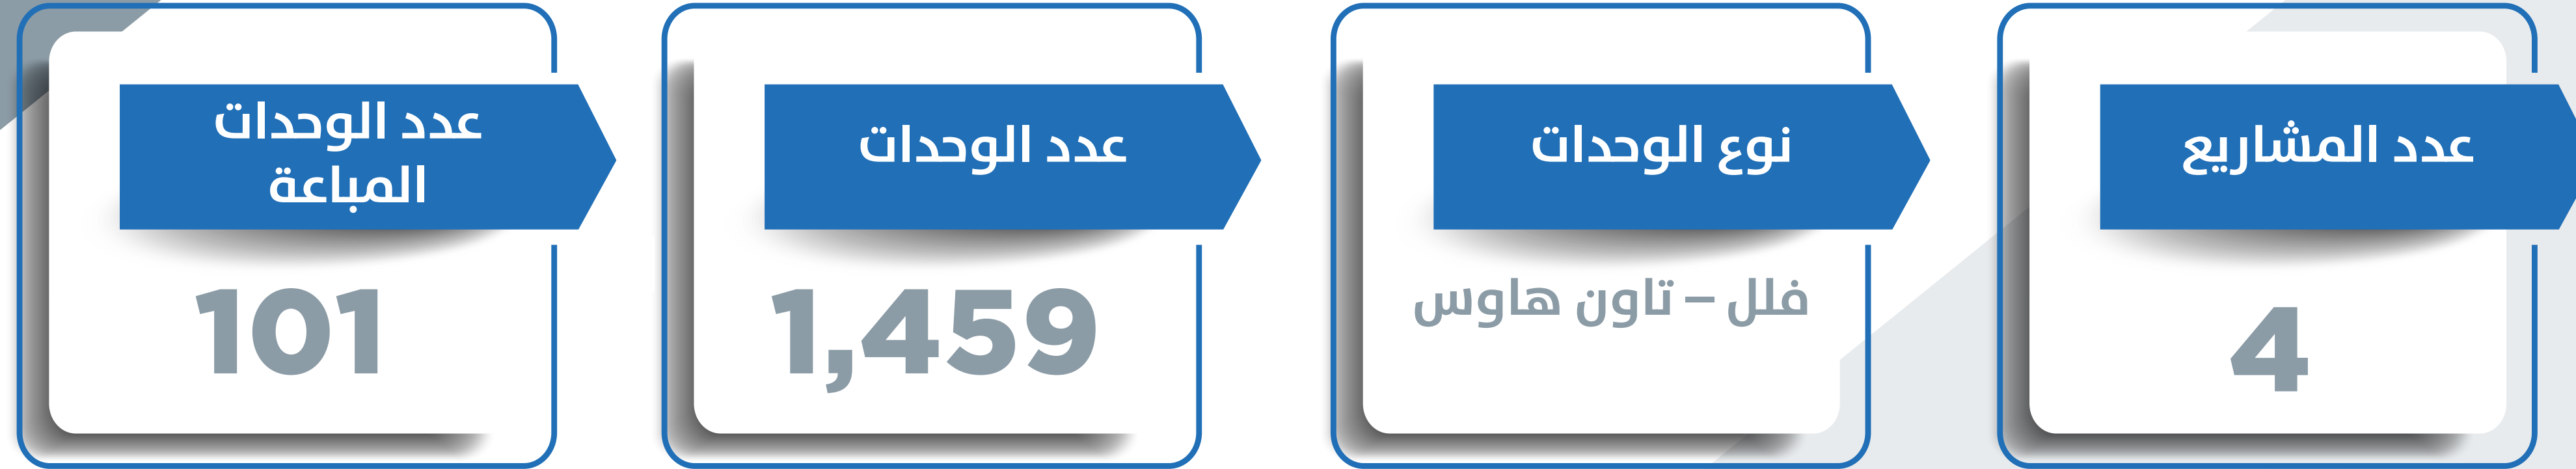 عدد المشاريع
4
نوع الوحدات
فلل – تاون هاوس
عدد الوحدات
1,459
عدد الوحدات
المباعة
101